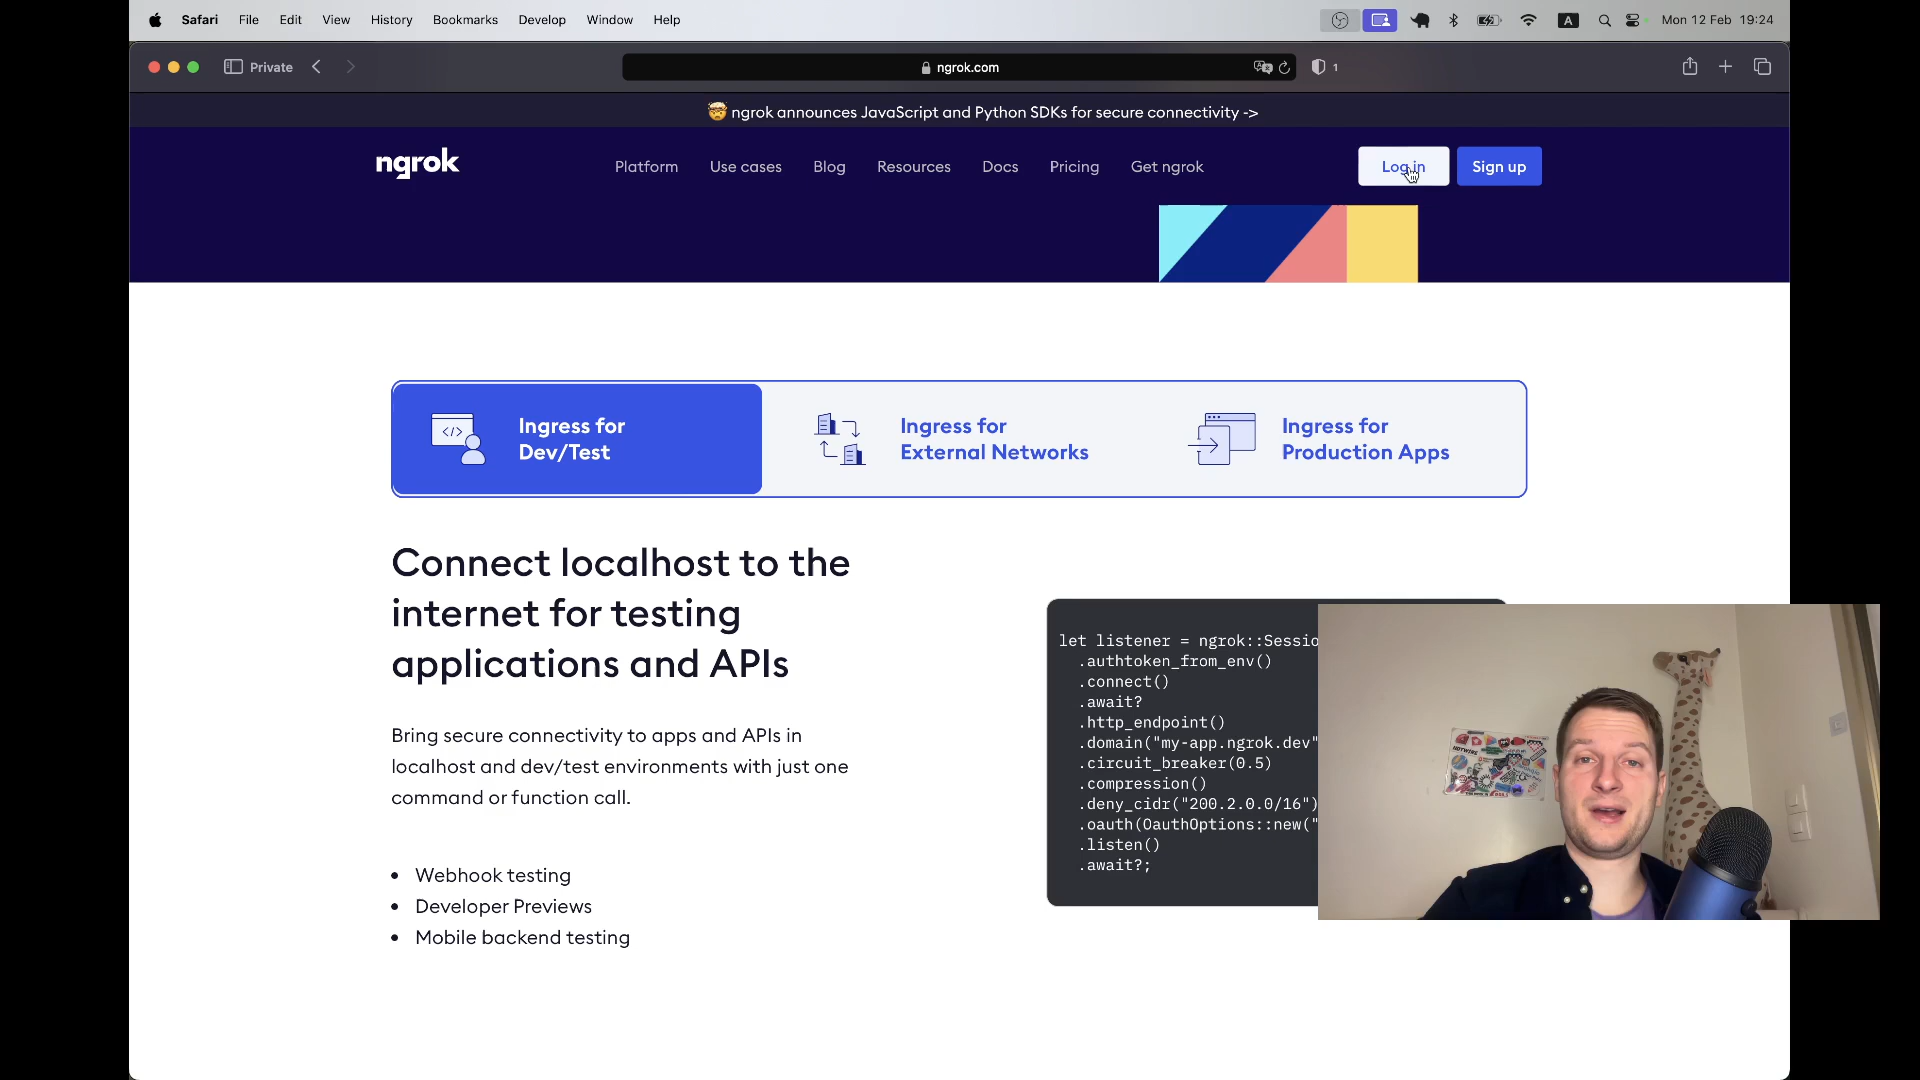 Safari File Edit View History Bookmarks Develop Window Help
A
Mon 12 Feb 19:24
Private
ngrok.com
1
🤯 ngrok announces JavaScript and Python SDKs for secure connectivity ->
ngrok
Platform Use cases Blog Resources Docs Pricing Get ngrok
Log in
Sign up
</>
Ingress for
Dev/Test
Ingress for
External Networks
Ingress for
Production Apps
Connect localhost to the
internet for testing
applications and APIs
Bring secure connectivity to apps and APIs in
localhost and dev/test environments with just one
command or function call.
• Webhook testing
• Developer Previews
• Mobile backend testing
let listener = ngrok::Sessio
.authtoken_from_env()
.connect()
.await?
.http_endpoint()
.domain("my-app.ngrok.dev"
.circuit_breaker(0.5)
.compression()
.deny_cidr("200.2.0.0/16")
.oauth(OauthOptions::new("
.listen()
.await?;
HOTWIRE